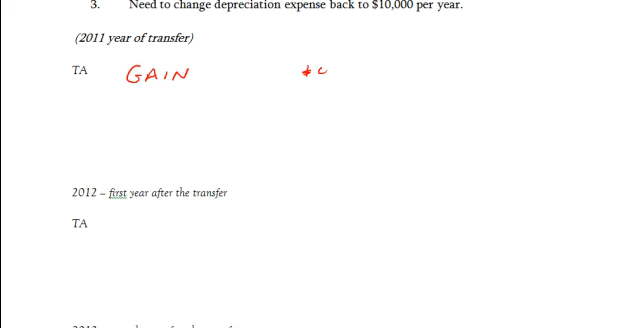 3. Need to change depreciation expense back to $10,000 per year.
(2011 year of transfer)
TA GAIN
2012 – first year after the transfer
TA